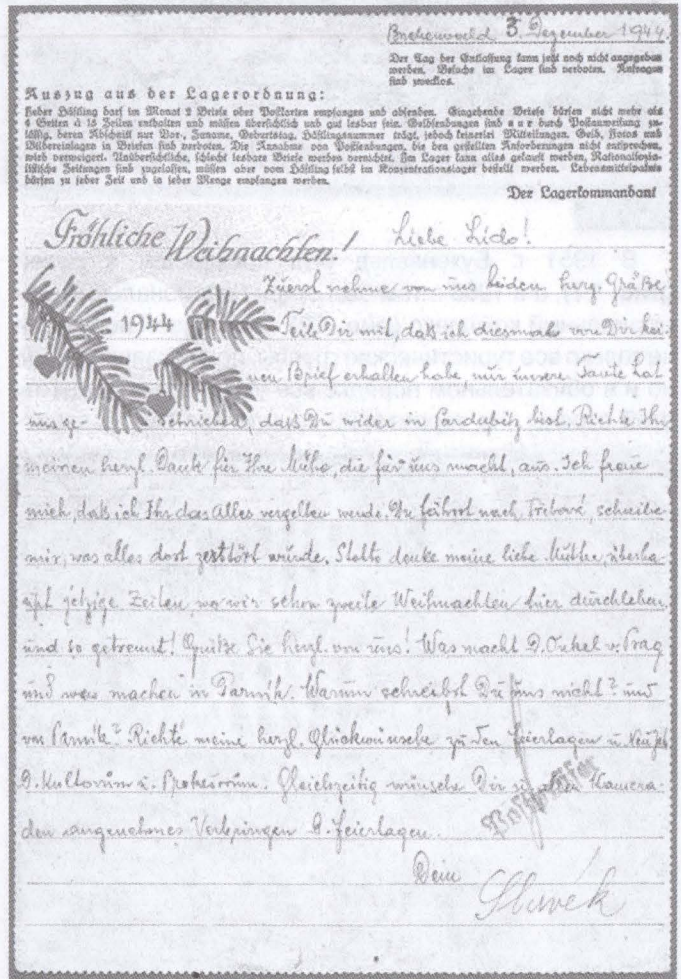 Buchenwald 3 Dezember 1944
Der Tag der Entlassung kann jetzt noch nicht angegeben
werden. Besuche im Lager sind verboten. Anfragen
sind zwecklos.
Auszug aus der Lagerordnung:
Jeder Häftling darf im Monat 2 Briefe oder Postkarten empfangen und absenden. Eingehende Briefe dürfen nicht mehr als
4 Seiten à 15 Zeilen enthalten und müssen übersichtlich und gut lesbar sein. Geldsendungen sind nur durch Postanweisung zu-
lässig, deren Abschnitt nur Vor-, Zuname, Geburtstag, Häftlingsnummer trägt, jedoch keinerlei Mitteilungen. Geld, Fotos und
Bildereinlagen in Briefen sind verboten. Die Annahme von Postsendungen, die den gestellten Anforderungen nicht entsprechen,
wird verweigert. Unübersichtliche, schlecht lesbare Briefe werden vernichtet. Im Lager kann alles gekauft werden, Nationalsozia-
listische Zeitungen sind zugelassen, müssen aber vom Häftling selbst im Konzentrationslager bestellt werden. Lebensmittelpakete
dürfen zu jeder Zeit und in jeder Menge empfangen werden.
Der Lagerkommandant
Fröhliche Weihnachten! Liebe Lido!
Zuerst nehme von uns beiden herz. Grüße
1944 Teile Dir mit, daß ich diesmal von Dir kei-
nen Brief erhalten habe nur unsere Tante hat
uns ge- schrieben, daß Du wider in Pardubitz bist. Richte Ihr
meinen herzl. Dank für Ihre Mühe, die für uns macht, aus. Ich freue
mich, daß ich Ihr das Alles vergelten werde. Du fährst nach Třibová, schreibe
mir, was alles dort zerstört wurde. Stets denke meine liebe Mutter, überha-
upt jetzige Zeiten, wo wir schon zweite Weihnachten hier durchleben
und so getrennt! Grüße Sie herzl. von uns! Was macht D. Onkel v. Prag
und was machen in Parnik. Warum schreibst Du uns nicht? und
von Parnik? Richte meine herzl. Glückwünsche zu den Feiertagen u. Neujah
D. u. Gleichzeitig wünsche Dir allen Kamera-
den angenehmes Verbringen d. Feiertagen.
Postprüfer
Dein
Slávek